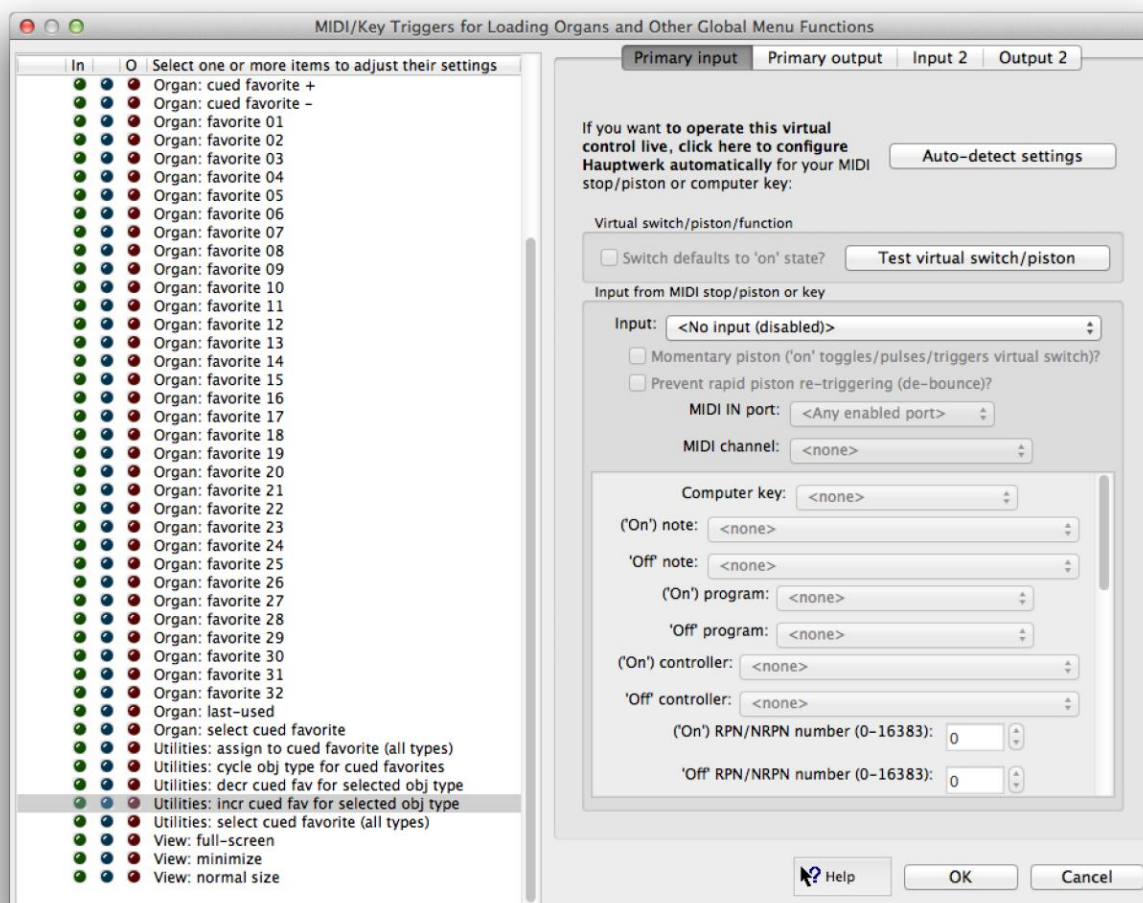 MIDI/Key Triggers for Loading Organs and Other Global Menu Functions
In O Select one or more items to adjust their settings
Organ: cued favorite +
Organ: cued favorite –
Organ: favorite 01
Organ: favorite 02
Organ: favorite 03
Organ: favorite 04
Organ: favorite 05
Organ: favorite 06
Organ: favorite 07
Organ: favorite 08
Organ: favorite 09
Organ: favorite 10
Organ: favorite 11
Organ: favorite 12
Organ: favorite 13
Organ: favorite 14
Organ: favorite 15
Organ: favorite 16
Organ: favorite 17
Organ: favorite 18
Organ: favorite 19
Organ: favorite 20
Organ: favorite 21
Organ: favorite 22
Organ: favorite 23
Organ: favorite 24
Organ: favorite 25
Organ: favorite 26
Organ: favorite 27
Organ: favorite 28
Organ: favorite 29
Organ: favorite 30
Organ: favorite 31
Organ: favorite 32
Organ: last-used
Organ: select cued favorite
Utilities: assign to cued favorite (all types)
Utilities: cycle obj type for cued favorites
Utilities: decr cued fav for selected obj type
Utilities: incr cued fav for selected obj type
Utilities: select cued favorite (all types)
View: full-screen
View: minimize
View: normal size
Primary input Primary output Input 2 Output 2
If you want to operate this virtual
control live, click here to configure
Hauptwerk automatically for your MIDI
stop/piston or computer key:
Auto-detect settings
Virtual switch/piston/function
Switch defaults to 'on' state? Test virtual switch/piston
Input from MIDI stop/piston or key
Input: <No input (disabled)>
Momentary piston ('on' toggles/pulses/triggers virtual switch)?
Prevent rapid piston re-triggering (de-bounce)?
MIDI IN port: <Any enabled port>
MIDI channel: <none>
Computer key: <none>
('On') note: <none>
'Off' note: <none>
('On') program: <none>
'Off' program: <none>
('On') controller: <none>
'Off' controller: <none>
('On') RPN/NRPN number (0-16383): 0
'Off' RPN/NRPN number (0-16383): 0
? Help OK Cancel